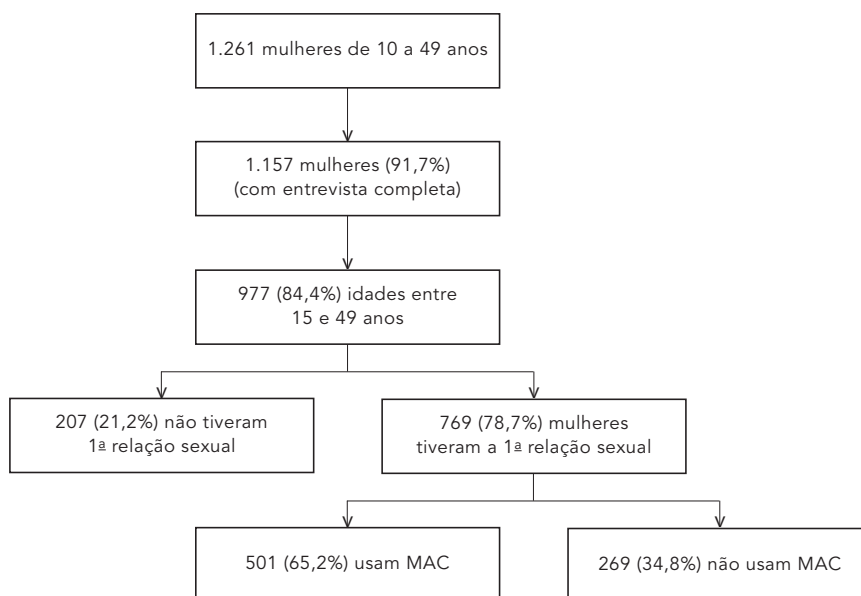 1.261 mulheres de 10 a 49 anos
1.157 mulheres (91,7%)
(com entrevista completa)
977 (84,4%) idades entre
15 e 49 anos
207 (21,2%) não tiveram
1ª relação sexual
769 (78,7%) mulheres
tiveram a 1ª relação sexual
501 (65,2%) usam MAC
269 (34,8%) não usam MAC